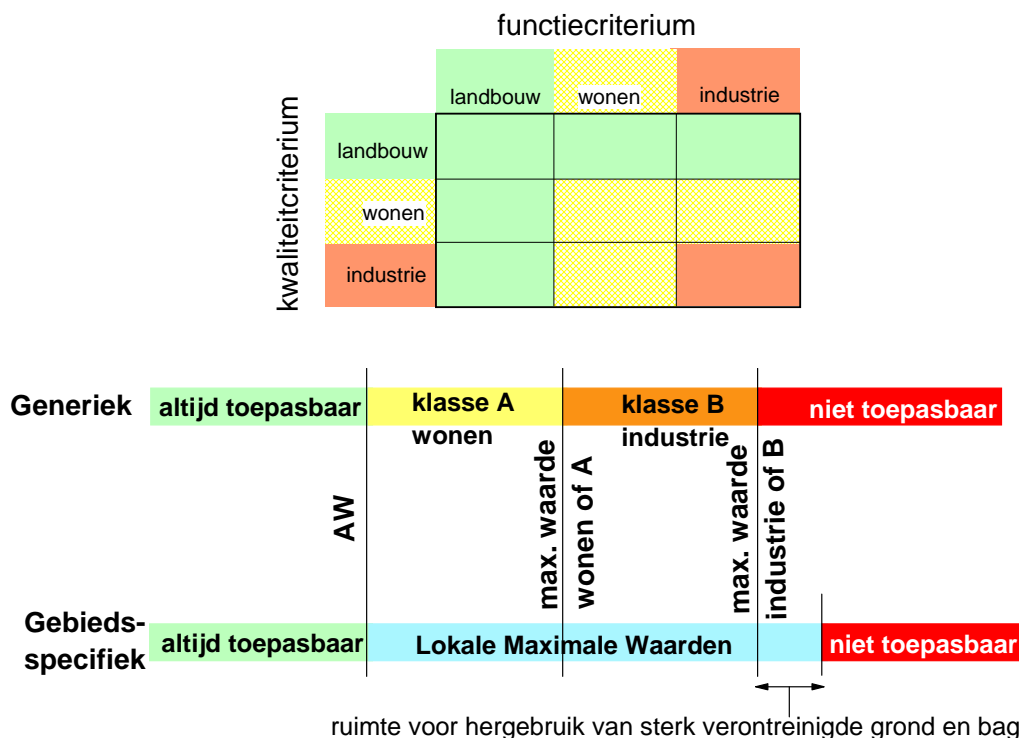 functiecriterium
landbouw wonen industrie
kwaliteitcriterium
landbouw
wonen
industrie
Generiek
altijd toepasbaar
klasse A
wonen
klasse B
industrie
niet toepasbaar
AW
max. waarde
wonen of A
max. waarde
industrie of B
Gebieds-
specifiek
altijd toepasbaar
Lokale Maximale Waarden
niet toepasbaar
ruimte voor hergebruik van sterk verontreinigde grond en bag